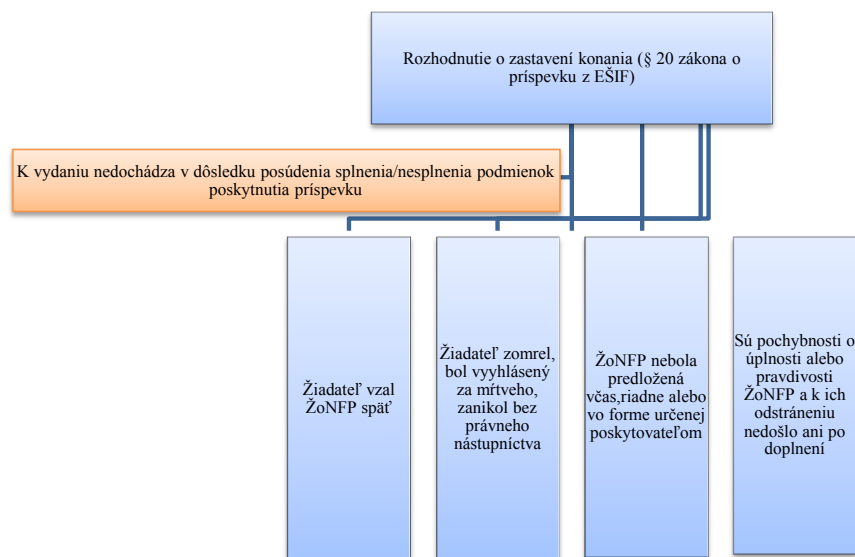 Rozhodnutie o zastavení konania (§ 20 zákona o
príspevku z EŠIF)
K vydaniu nedochádza v dôsledku posúdenia splnenia/nesplnenia podmienok
poskytnutia príspevku
Žiadateľ vzal
ŽoNFP späť
Žiadateľ zomrel,
bol vyyhlásený
za mŕtveho,
zanikol bez
právneho
nástupníctva
ŽoNFP nebola
predložená
včas,riadne alebo
vo forme určenej
poskytovateľom
Sú pochybnosti o
úplnosti alebo
pravdivosti
ŽoNFP a k ich
odstráneniu
nedošlo ani po
doplnení